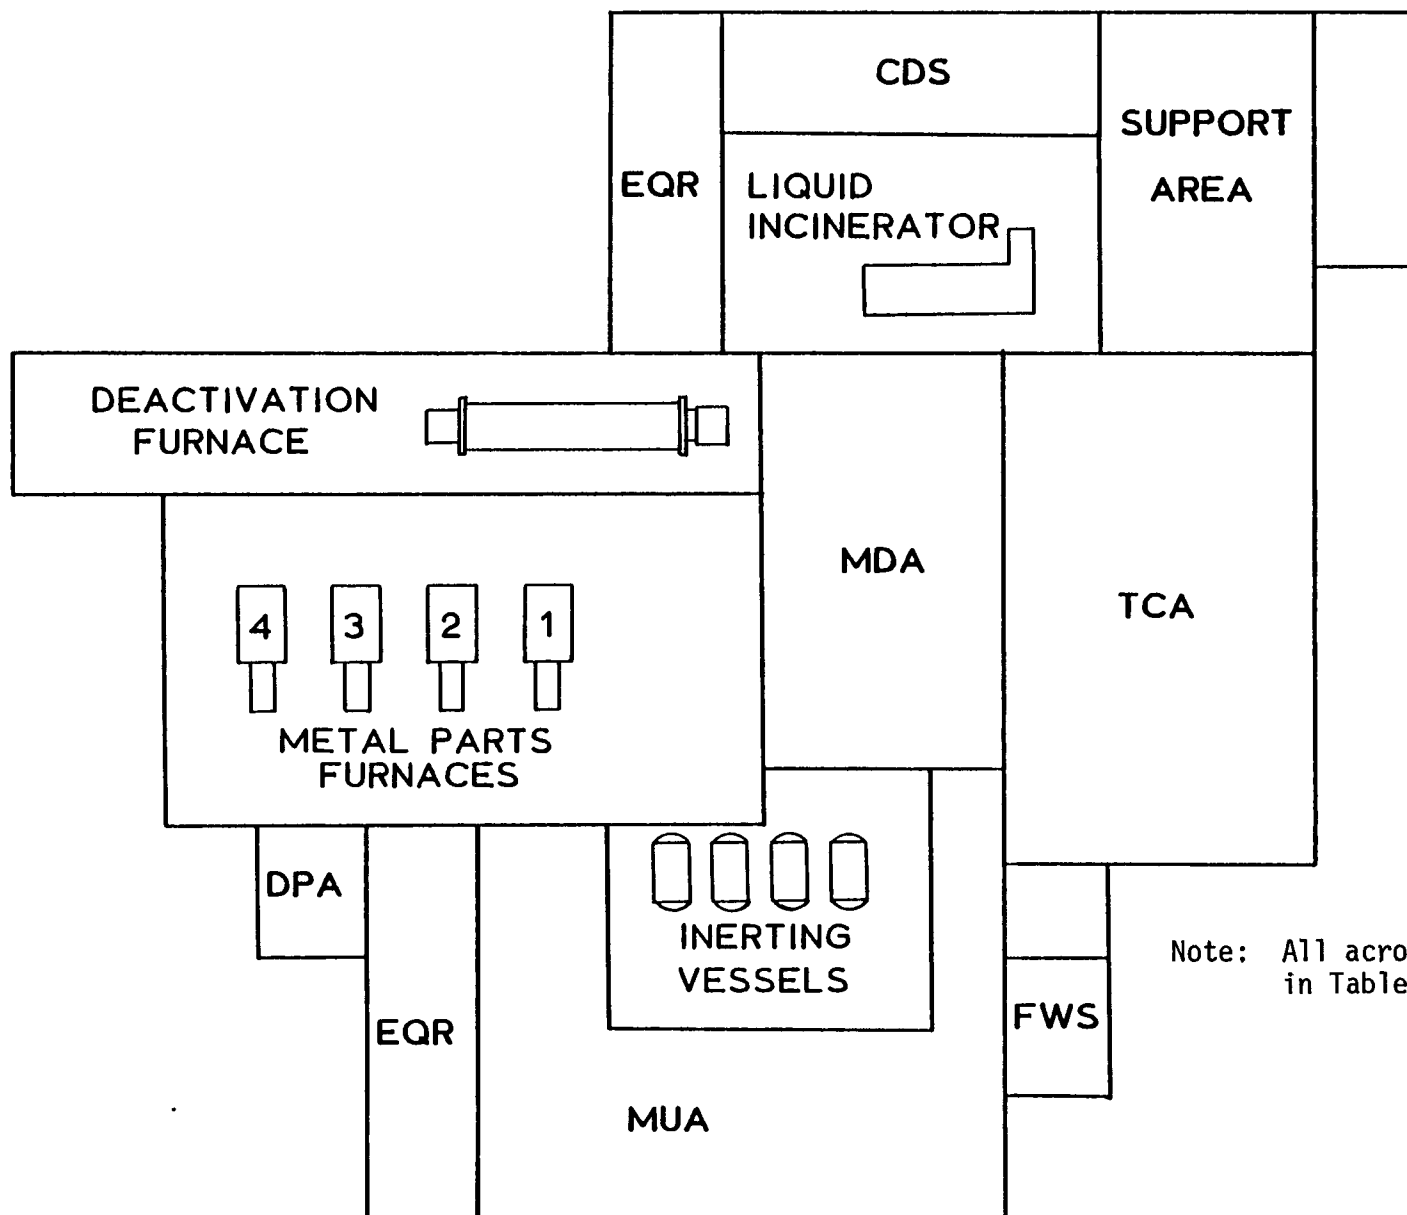 CDS
SUPPORT
AREA
EQR
LIQUID
INCINERATOR
DEACTIVATION
FURNACE
MDA
TCA
4 3 2 1
METAL PARTS
FURNACES
DPA
INERTING
VESSELS
Note: All acro
in Table
EQR
FWS
MUA